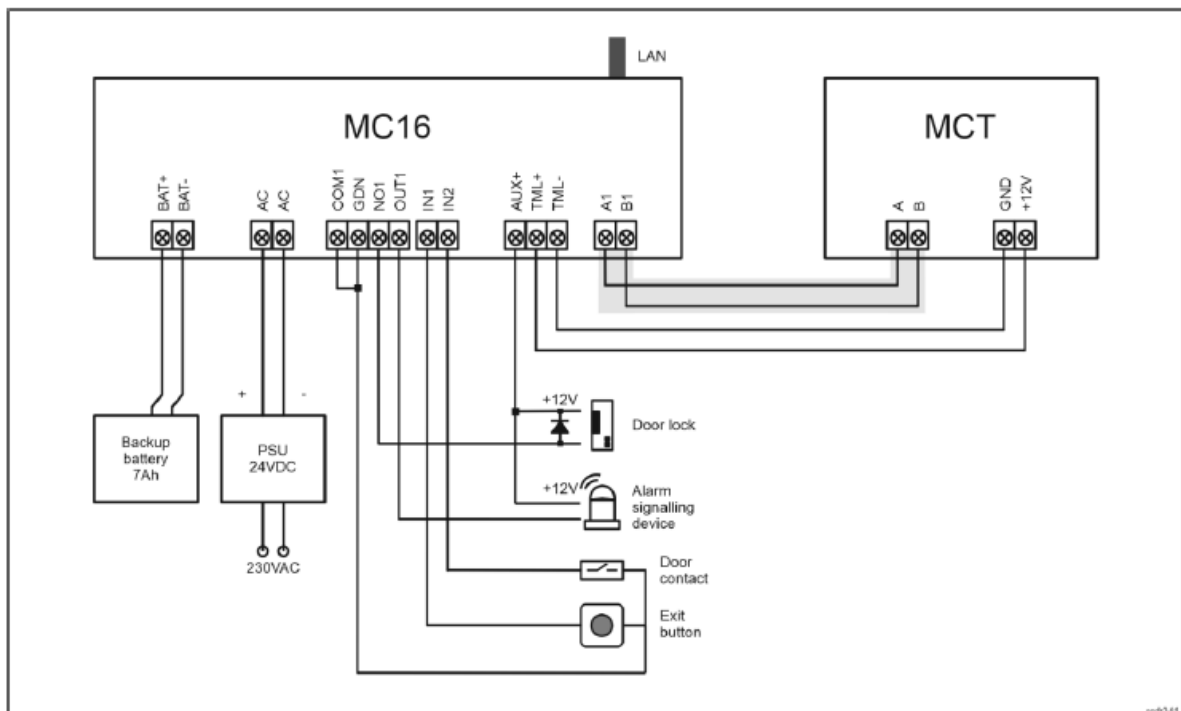 LAN
MC16
MCT
BAT+
BAT-
AC
AC
COM1
GDN
NO1
OUT1
IN1
IN2
AUX+
TML+
TML-
A1
B1
A
B
GND
+12V
+
-
Backup
battery
7Ah
PSU
24VDC
230VAC
+12V
Door lock
+12V
Alarm
signalling
device
Door
contact
Exit
button